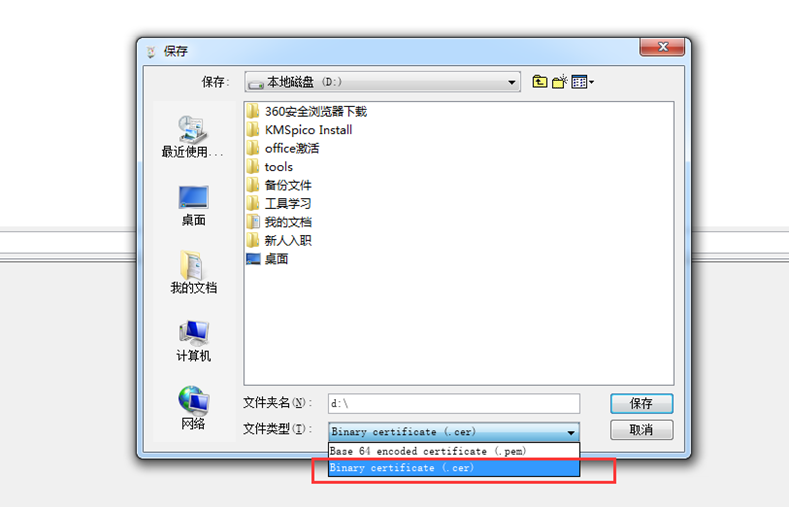 保存
保存:
本地磁盘 (D:)
360安全浏览器下载
KMSpico Install
office激活
tools
备份文件
工具学习
我的文档
新人入职
桌面
最近使用...
桌面
我的文档
计算机
网络
文件夹名(N):
d:\
保存
文件类型(T):
Binary certificate (.cer)
取消
Base 64 encoded certificate (.pem)
Binary certificate (.cer)